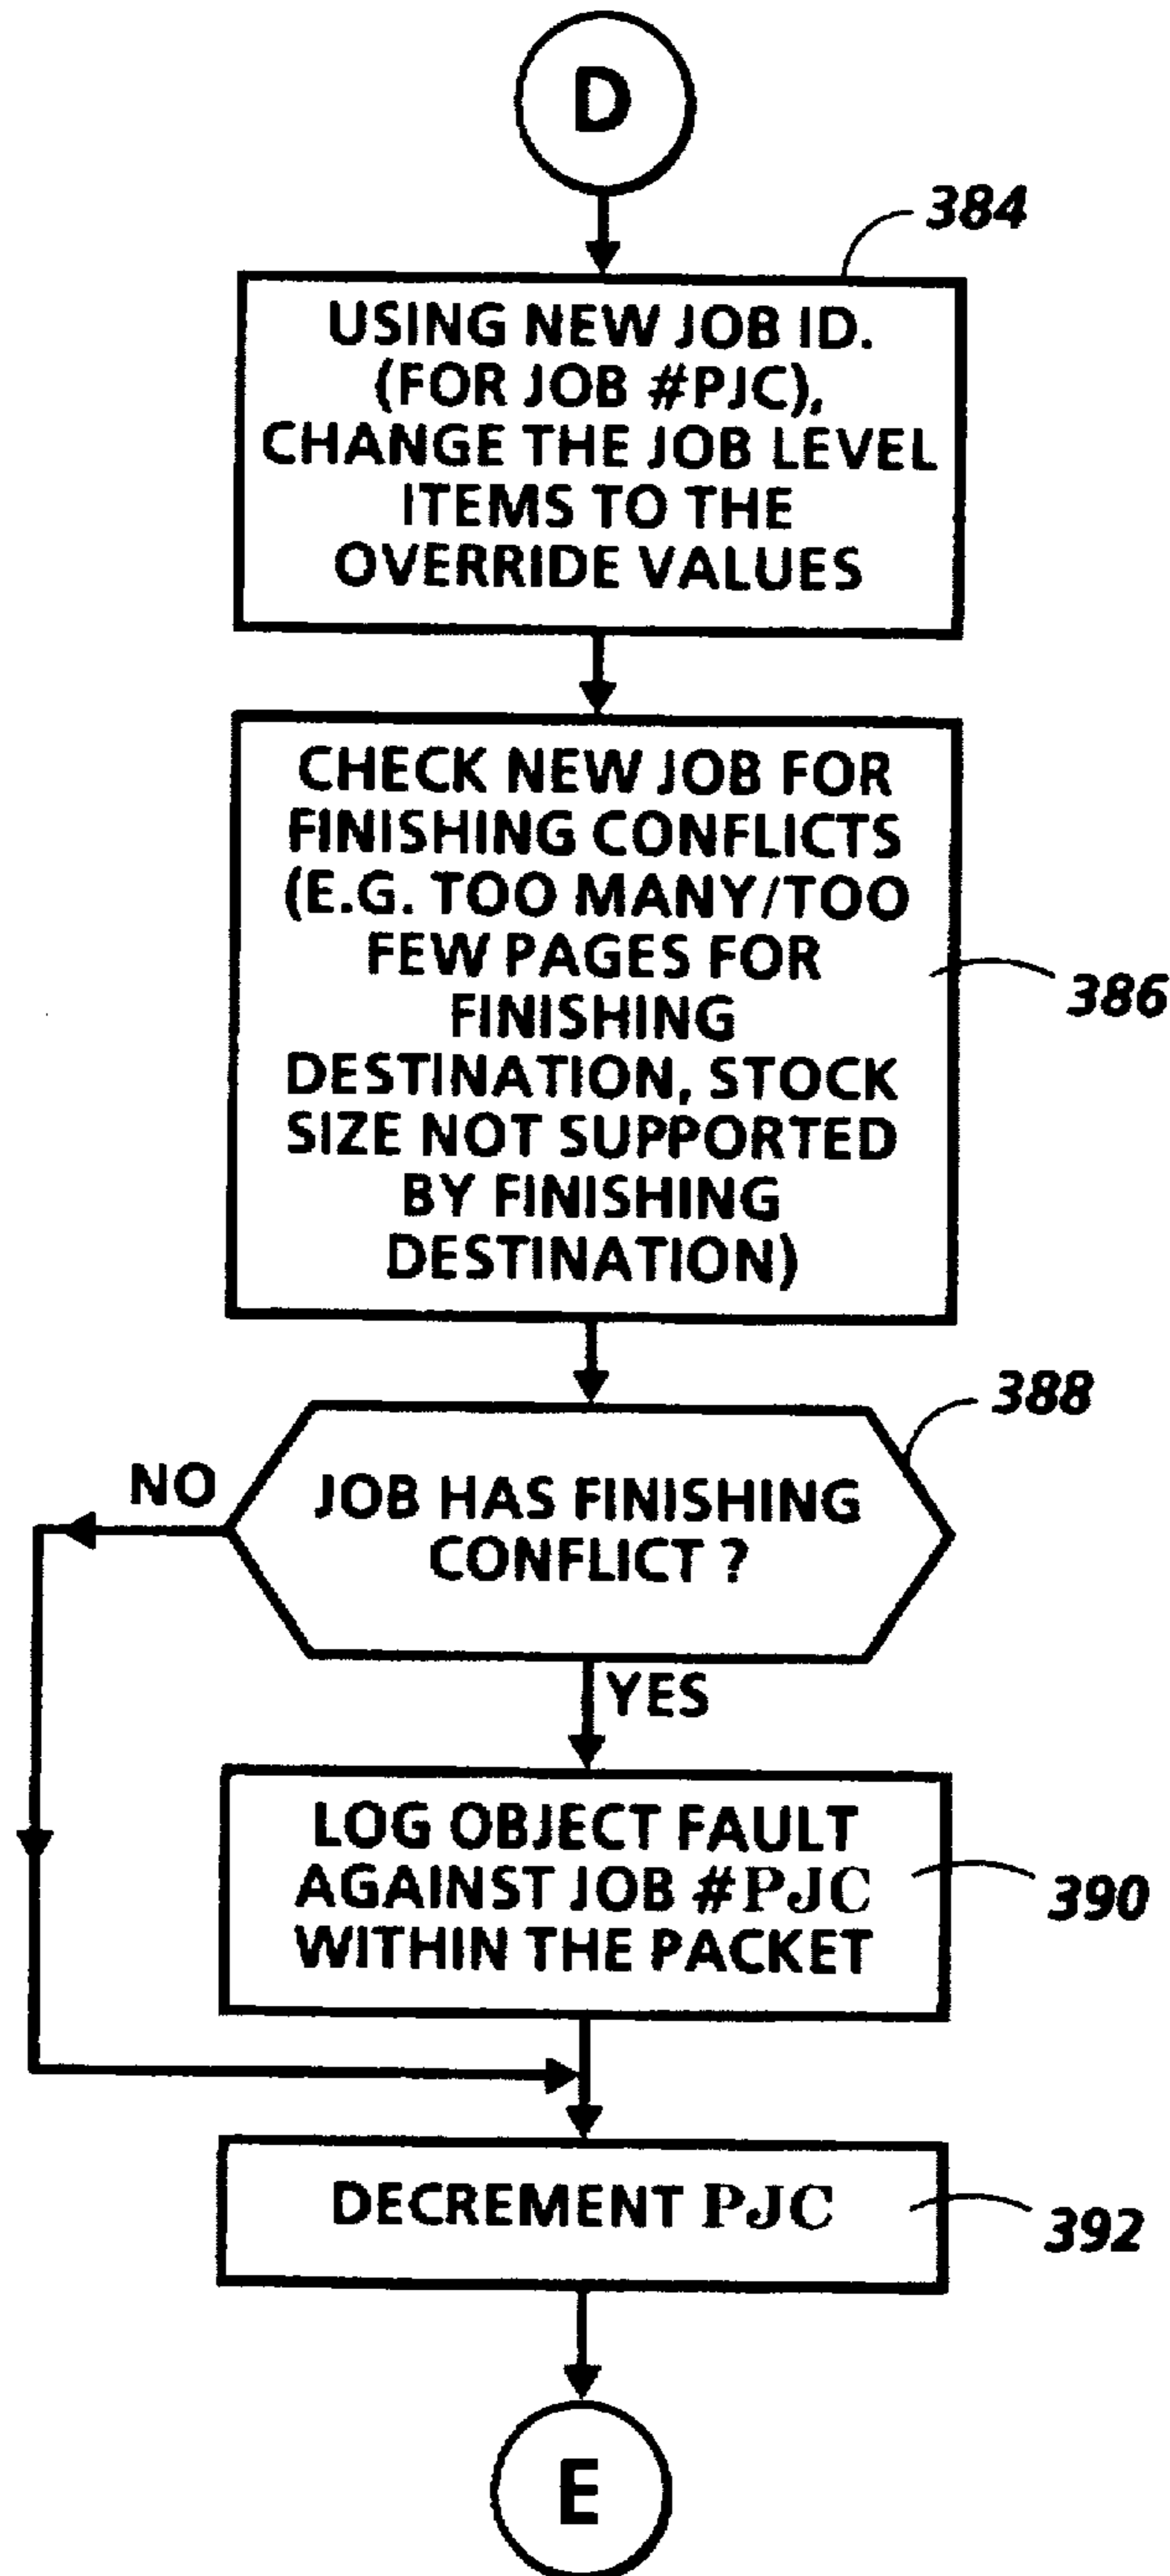 D
384
USING NEW JOB ID.
(FOR JOB #PJC),
CHANGE THE JOB LEVEL
ITEMS TO THE
OVERRIDE VALUES
CHECK NEW JOB FOR
FINISHING CONFLICTS
(E.G. TOO MANY/TOO
FEW PAGES FOR
FINISHING
DESTINATION, STOCK
SIZE NOT SUPPORTED
BY FINISHING
DESTINATION)
386
388
NO
JOB HAS FINISHING
CONFLICT ?
YES
LOG OBJECT FAULT
AGAINST JOB #PJC
WITHIN THE PACKET
390
DECREMENT PJC
392
E